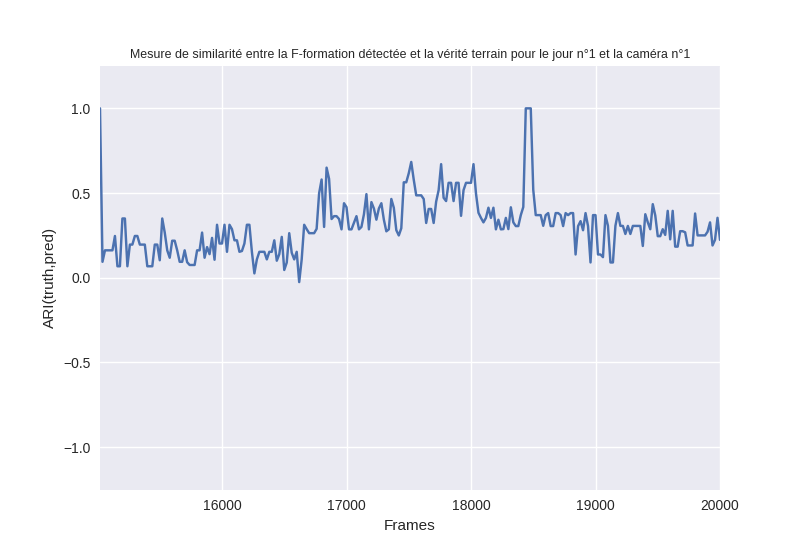 Mesure de similarité entre la F-formation détectée et la vérité terrain pour le jour n°1 et la caméra n°1
1.0
0.5
0.0
−0.5
−1.0
ARI(truth,pred)
16000 17000 18000 19000 20000
Frames